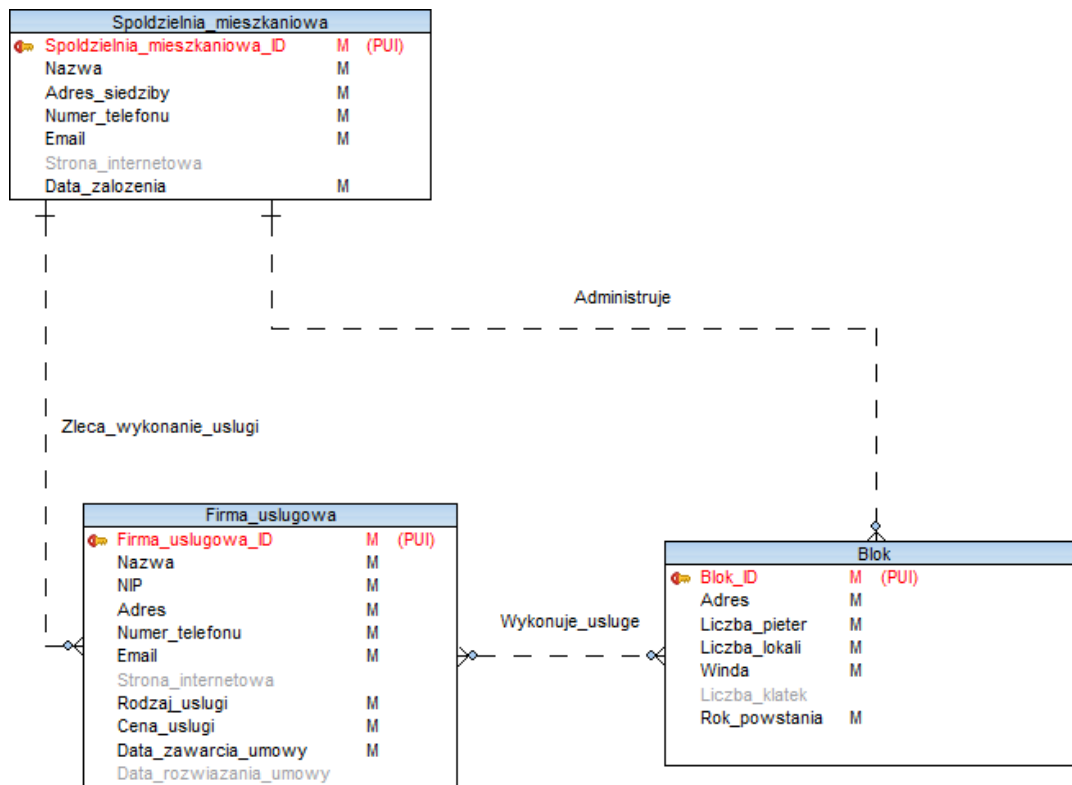 Spoldzielnia_mieszkaniowa
Spoldzielnia_mieszkaniowa_ID M (PUI)
Nazwa M
Adres_siedziby M
Numer_telefonu M
Email M
Strona_internetowa
Data_zalozenia M
Administruje
Zleca_wykonanie_uslugi
Firma_uslugowa
Firma_uslugowa_ID M (PUI)
Nazwa M
NIP M
Adres M
Numer_telefonu M
Email M
Strona_internetowa
Rodzaj_uslugi M
Cena_uslugi M
Data_zawarcia_umowy M
Data_rozwiazania_umowy
Wykonuje_usluge
Blok
Blok_ID M (PUI)
Adres M
Liczba_pieter M
Liczba_lokali M
Winda M
Liczba_klatek
Rok_powstania M